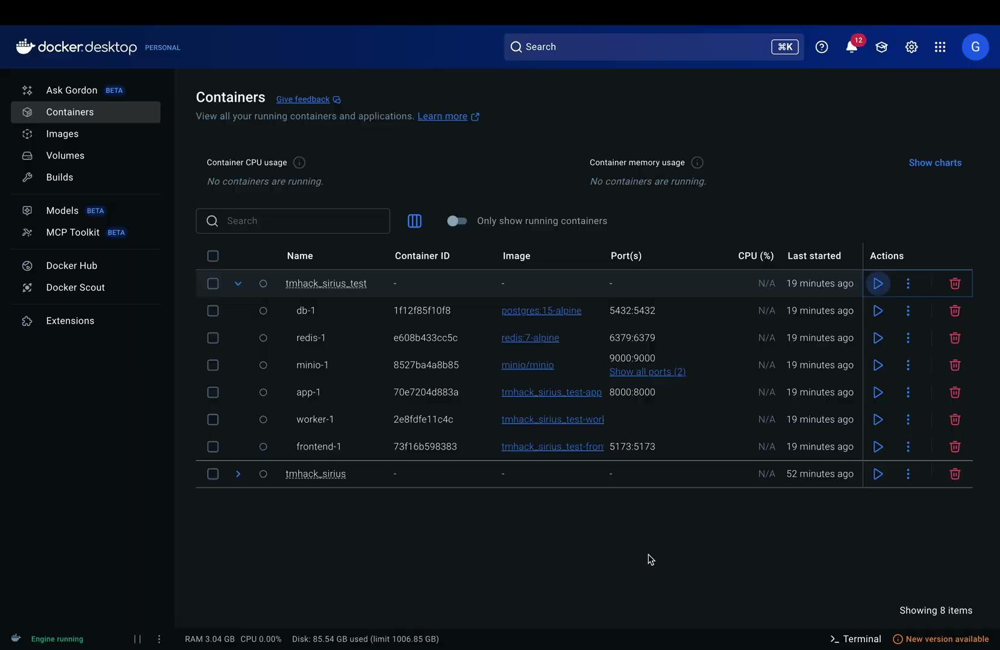 docker desktop PERSONAL
Search
⌘K
12
G
Ask Gordon BETA
Containers
Images
Volumes
Builds
Models BETA
MCP Toolkit BETA
Docker Hub
Docker Scout
Extensions
Containers Give feedback
View all your running containers and applications. Learn more
Container CPU usage
No containers are running.
Container memory usage
No containers are running.
Show charts
Search
Only show running containers
Name Container ID Image Port(s) CPU (%) Last started Actions
tmhack_sirius_test - - - N/A 19 minutes ago
db-1 1f12f85f10f8 postgres:15-alpine 5432:5432 N/A 19 minutes ago
redis-1 e608b433cc5c redis:7-alpine 6379:6379 N/A 19 minutes ago
minio-1 8527ba4a8b85 minio/minio 9000:9000 N/A 19 minutes ago
Show all ports (2)
app-1 70e7204d883a tmhack_sirius_test-app 8000:8000 N/A 19 minutes ago
worker-1 2e8fdfe11c4c tmhack_sirius_test-work N/A 19 minutes ago
frontend-1 73f16b598383 tmhack_sirius_test-fron 5173:5173 N/A 19 minutes ago
tmhack_sirius - - - N/A 52 minutes ago
Showing 8 items
Engine running
RAM 3.04 GB CPU 0.00% Disk: 85.54 GB used (limit 1006.85 GB)
>_ Terminal
New version available